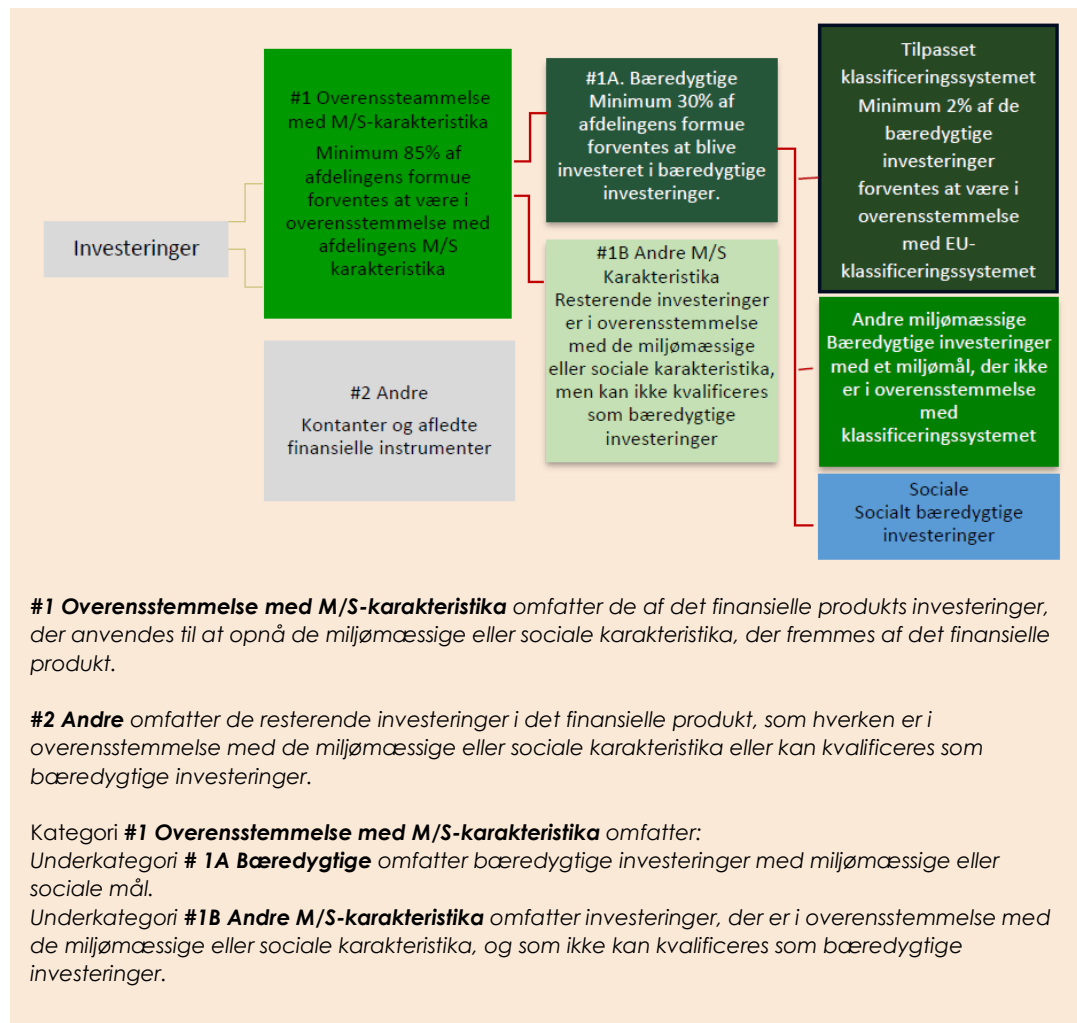 Investeringer
#1 Overenssteammelse
med M/S-karakteristika
Minimum 85% af
afdelingens formue
forventes at være i
overensstemmelse med
afdelingens M/S
karakteristika
#2 Andre
Kontanter og afledte
finansielle instrumenter
#1A. Bæredygtige
Minimum 30% af
afdelingens formue
forventes at blive
investeret i bæredygtige
investeringer.
#1B Andre M/S
Karakteristika
Resterende investeringer
er i overensstemmelse
med de miljømæssige
eller sociale karakteristika,
men kan ikke kvalificeres
som bæredygtige
investeringer
Tilpasset
klassificeringssystemet
Minimum 2% af de
bæredygtige
investeringer
forventes at være i
overensstemmelse
med EU-
klassificeringssystemet
Andre miljømæssige
Bæredygtige investeringer
med et miljømål, der ikke
er i overensstemmelse
med
klassificeringssystemet
Sociale
Socialt bæredygtige
investeringer
#1 Overensstemmelse med M/S-karakteristika omfatter de af det finansielle produkts investeringer,
der anvendes til at opnå de miljømæssige eller sociale karakteristika, der fremmes af det finansielle
produkt.
#2 Andre omfatter de resterende investeringer i det finansielle produkt, som hverken er i
overensstemmelse med de miljømæssige eller sociale karakteristika eller kan kvalificeres som
bæredygtige investeringer.
Kategori #1 Overensstemmelse med M/S-karakteristika omfatter:
Underkategori # 1A Bæredygtige omfatter bæredygtige investeringer med miljømæssige eller
sociale mål.
Underkategori #1B Andre M/S-karakteristika omfatter investeringer, der er i overensstemmelse med
de miljømæssige eller sociale karakteristika, og som ikke kan kvalificeres som bæredygtige
investeringer.